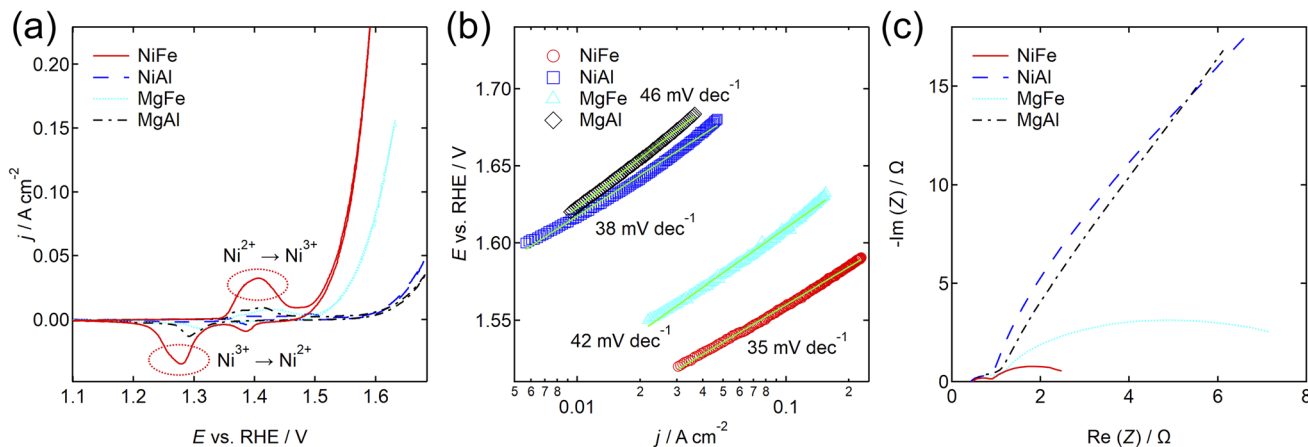 (a)
NiFe
NiAl
MgFe
MgAl
0.20
0.15
0.10
0.05
0.00
j / A cm⁻²
Ni²⁺ → Ni³⁺
Ni³⁺ → Ni²⁺
1.1 1.2 1.3 1.4 1.5 1.6
E vs. RHE / V
(b)
NiFe
NiAl
MgFe
MgAl
46 mV dec⁻¹
38 mV dec⁻¹
42 mV dec⁻¹
35 mV dec⁻¹
1.70
1.65
1.60
1.55
E vs. RHE / V
5 6 7 8 0.01 2 3 4 5 6 7 8 0.1 2
j / A cm⁻²
(c)
NiFe
NiAl
MgFe
MgAl
15
10
5
0
-Im (Z) / Ω
0 2 4 6 8
Re (Z) / Ω